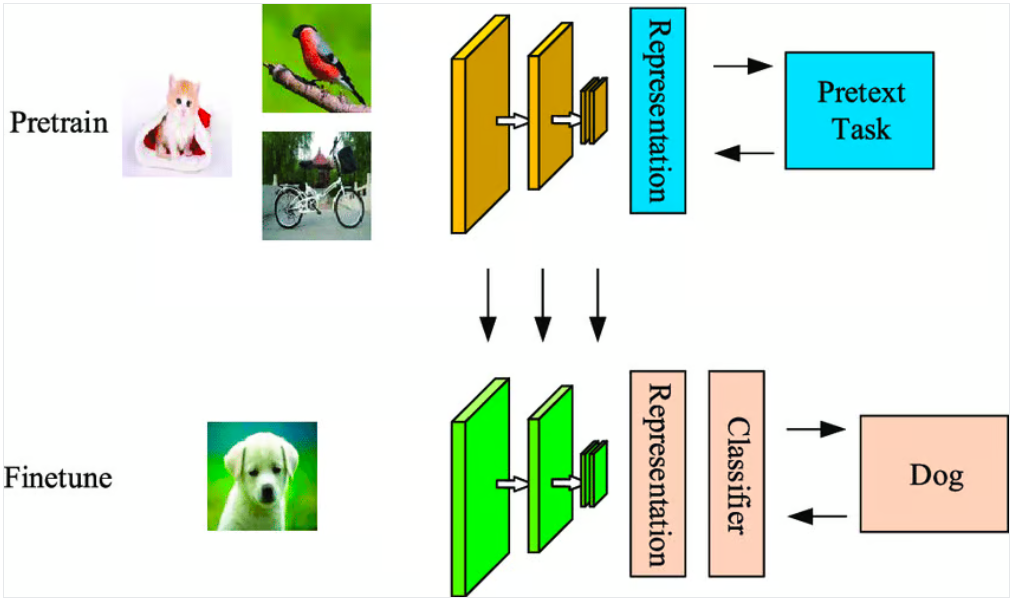 Pretrain
Representation
Pretext
Task
Finetune
Representation
Classifier
Dog